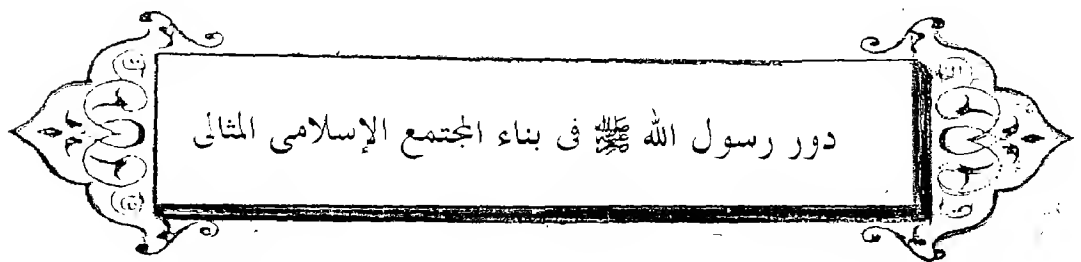 دور رسول الله ﷺ فى بناء المجتمع الإسلامى المثالى